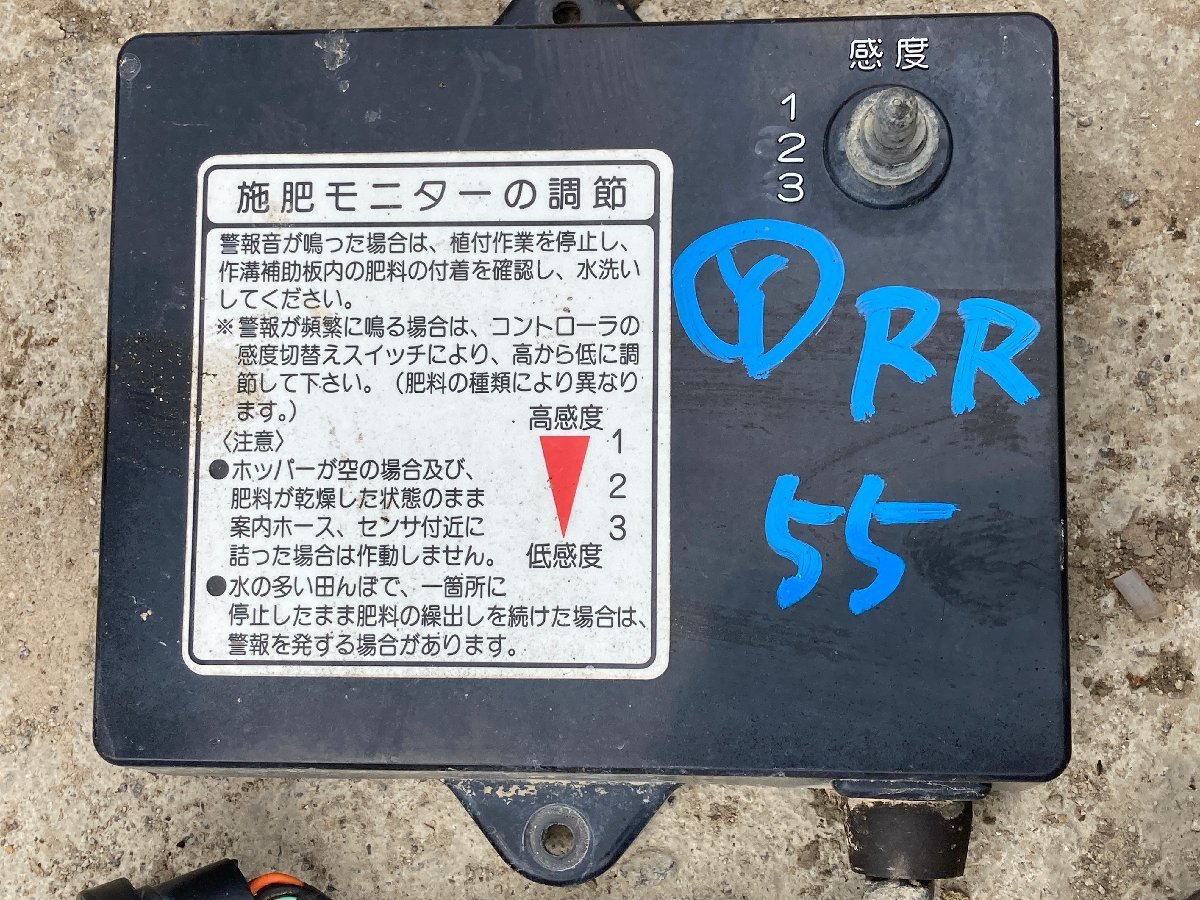 感度
1
2
3
施肥モニターの調節
警報音が鳴った場合は、植付作業を停止し、
作溝補助板内の肥料の付着を確認し、水洗い
してください。
※警報が頻繁に鳴る場合は、コントローラの
感度切替えスイッチにより、高から低に調
節して下さい。（肥料の種類により異なり
ます。）
高感度
1
2
3
低感度
〈注意〉
●ホッパーが空の場合及び、
肥料が乾燥した状態のまま
案内ホース、センサ付近に
詰った場合は作動しません。
●水の多い田んぼで、一箇所に
停止したまま肥料の繰出しを続けた場合は、
警報を発する場合があります。
Ⓨ RR
55